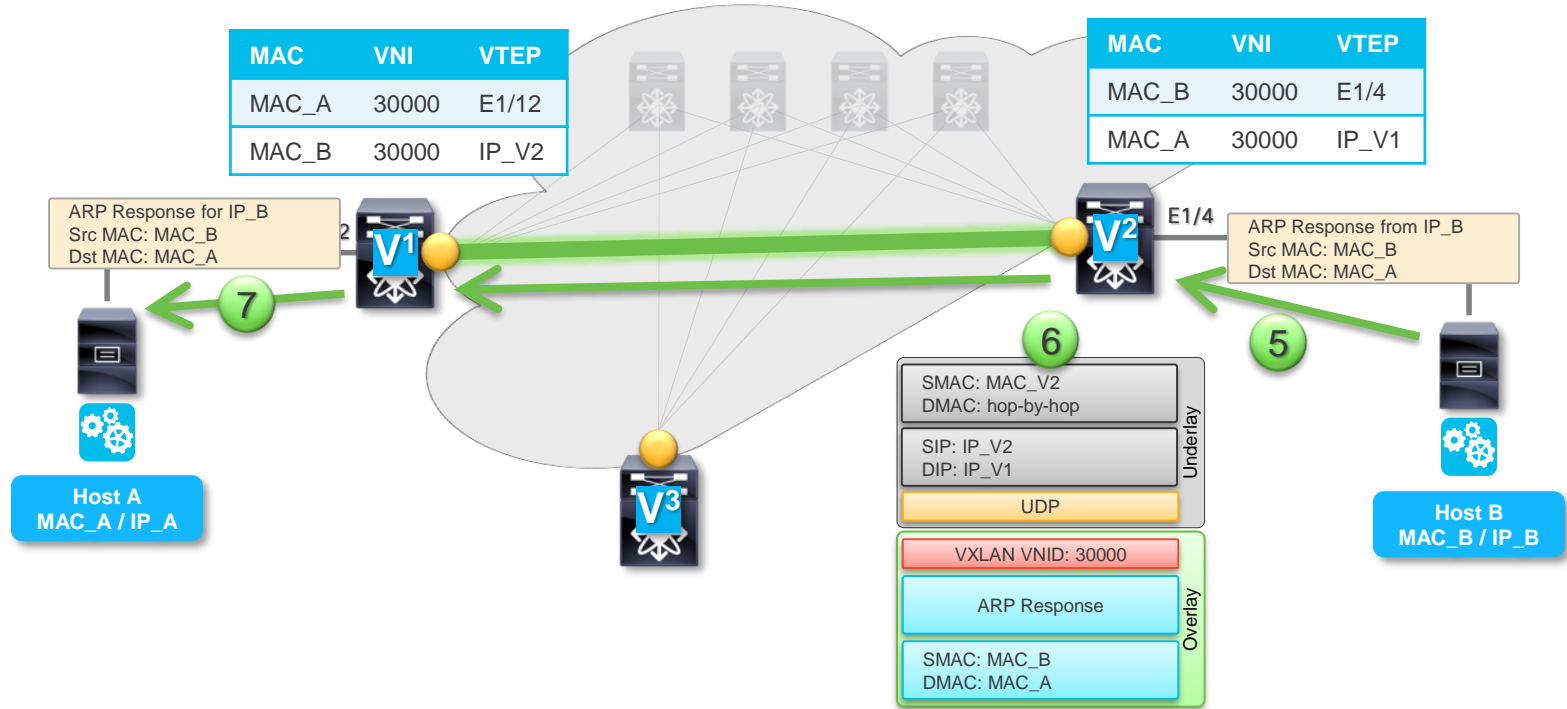 MAC VNI VTEP
MAC_A 30000 E1/12
MAC_B 30000 IP_V2
MAC VNI VTEP
MAC_B 30000 E1/4
MAC_A 30000 IP_V1
ARP Response for IP_B
Src MAC: MAC_B
Dst MAC: MAC_A
2
V1
V2
E1/4
ARP Response from IP_B
Src MAC: MAC_B
Dst MAC: MAC_A
7
6
5
SMAC: MAC_V2
DMAC: hop-by-hop
SIP: IP_V2
DIP: IP_V1
UDP
Underlay
VXLAN VNID: 30000
ARP Response
SMAC: MAC_B
DMAC: MAC_A
Overlay
V3
Host A
MAC_A / IP_A
Host B
MAC_B / IP_B